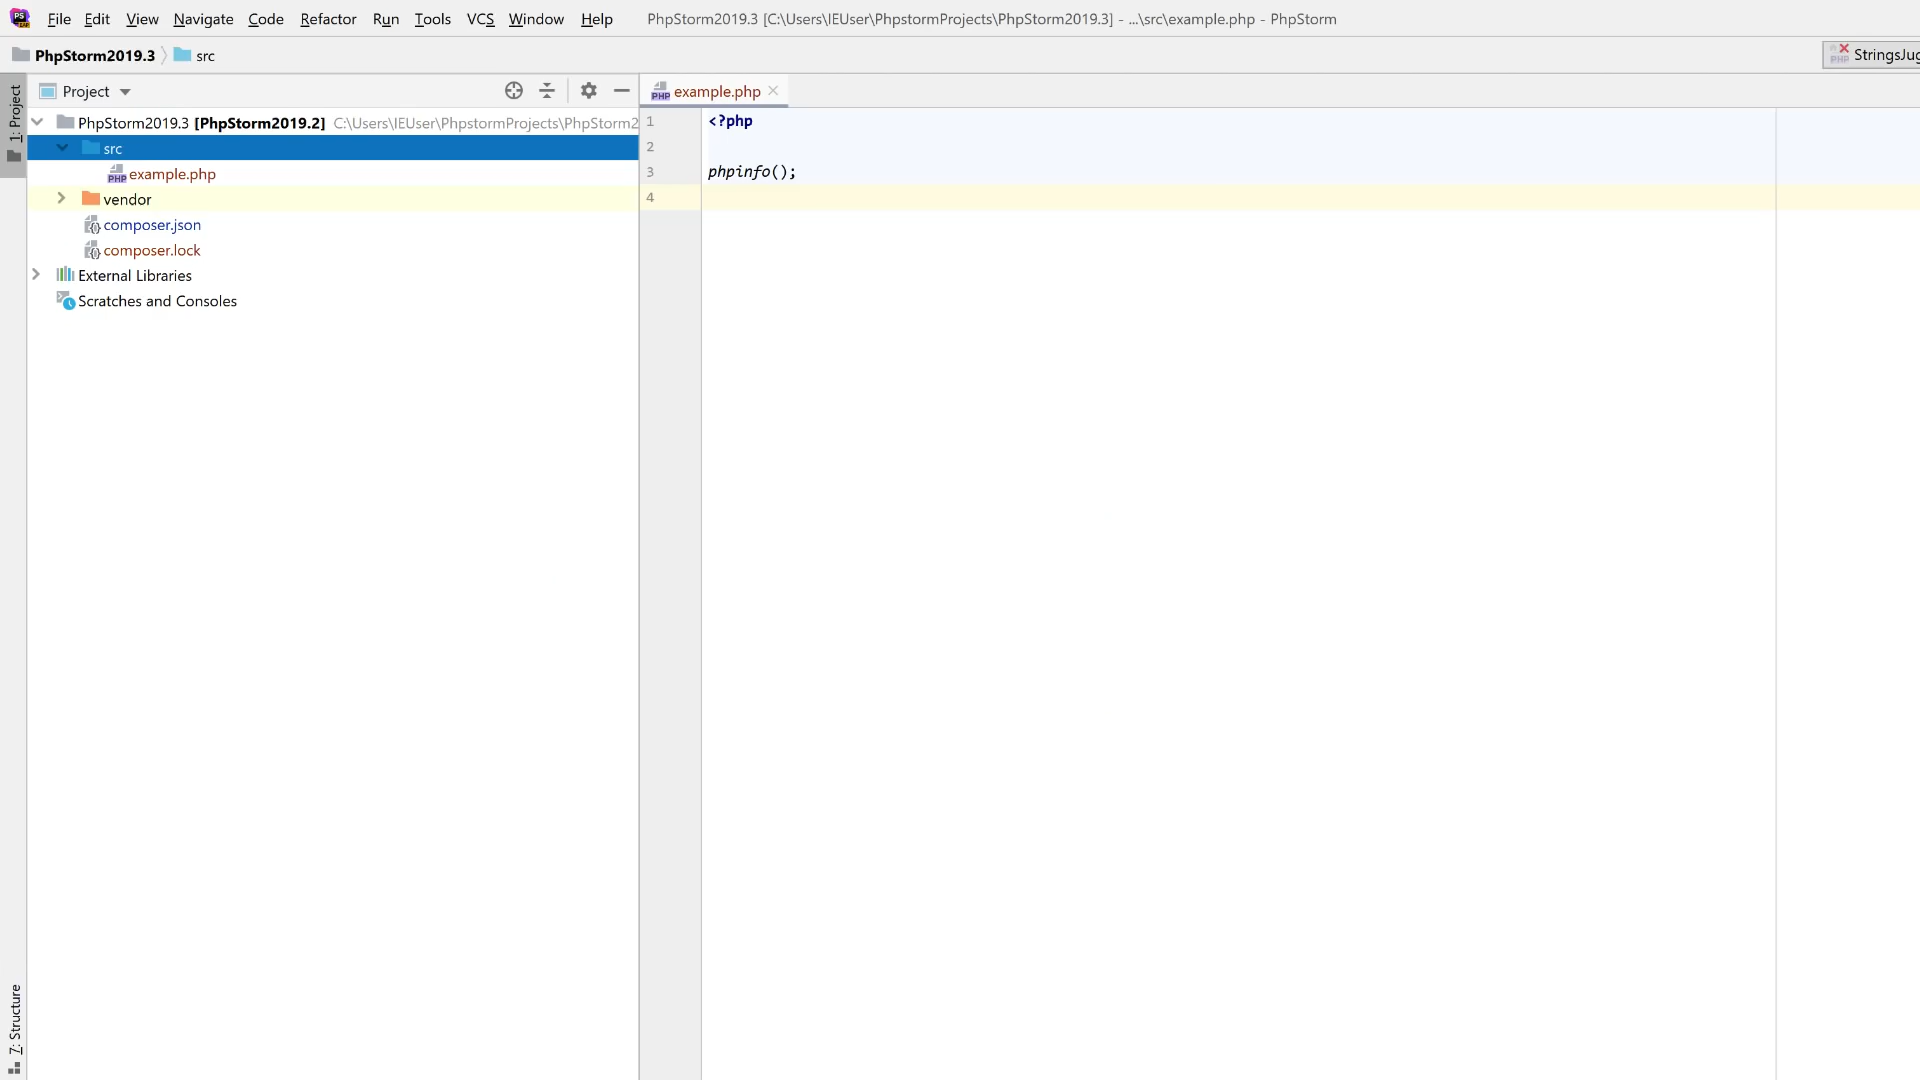 File Edit View Navigate Code Refactor Run Tools VCS Window Help PhpStorm2019.3 [C:\Users\IEUser\PhpstormProjects\PhpStorm2019.3] - ...\src\example.php - PhpStorm
PhpStorm2019.3 src
PHP StringsJug
1: Project
Project
PHP example.php
PhpStorm2019.3 [PhpStorm2019.2] C:\Users\IEUser\PhpstormProjects\PhpStorm2
src
PHP example.php
vendor
composer.json
composer.lock
External Libraries
Scratches and Consoles
1 <?php
2
3 phpinfo();
4
7: Structure